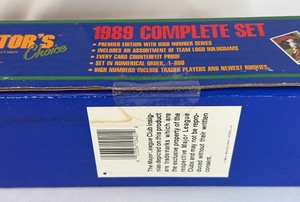 TOR'S
Choice
1989 COMPLETE SET
• PREMIER EDITION WITH HIGH NUMBER SERIES
• INCLUDES AN ASSORTMENT OF TEAM LOGO HOLOGRAMS
• EVERY CARD COUNTERFEIT PROOF
• SET IN NUMERICAL ORDER, 1-800
• HIGH NUMBERS INCLUDE TRADED PLAYERS AND NEWEST ROOKIES
The Major League Club insig-
nias depicted on this product
are trademarks which are
the exclusive property of the
respective Major League
Clubs and may not be repro-
duced without their written
consent.